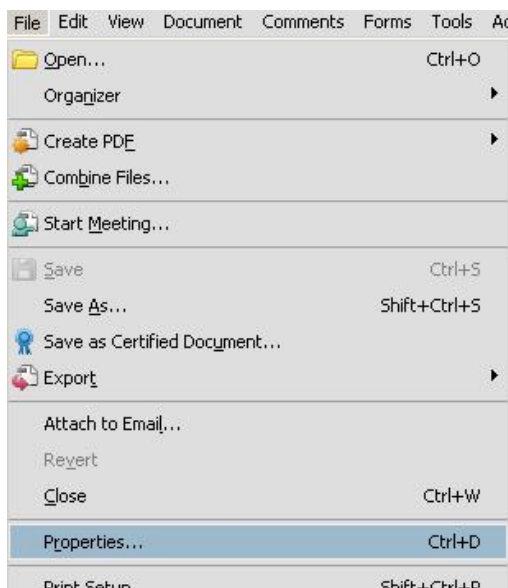 File Edit View Document Comments Forms Tools
Open... Ctrl+O
Organizer
Create PDF
Combine Files...
Start Meeting...
Save Ctrl+S
Save As... Shift+Ctrl+S
Save as Certified Document...
Export
Attach to Email...
Revert
Close Ctrl+W
Properties... Ctrl+D
Print Setup Shift+Ctrl+P